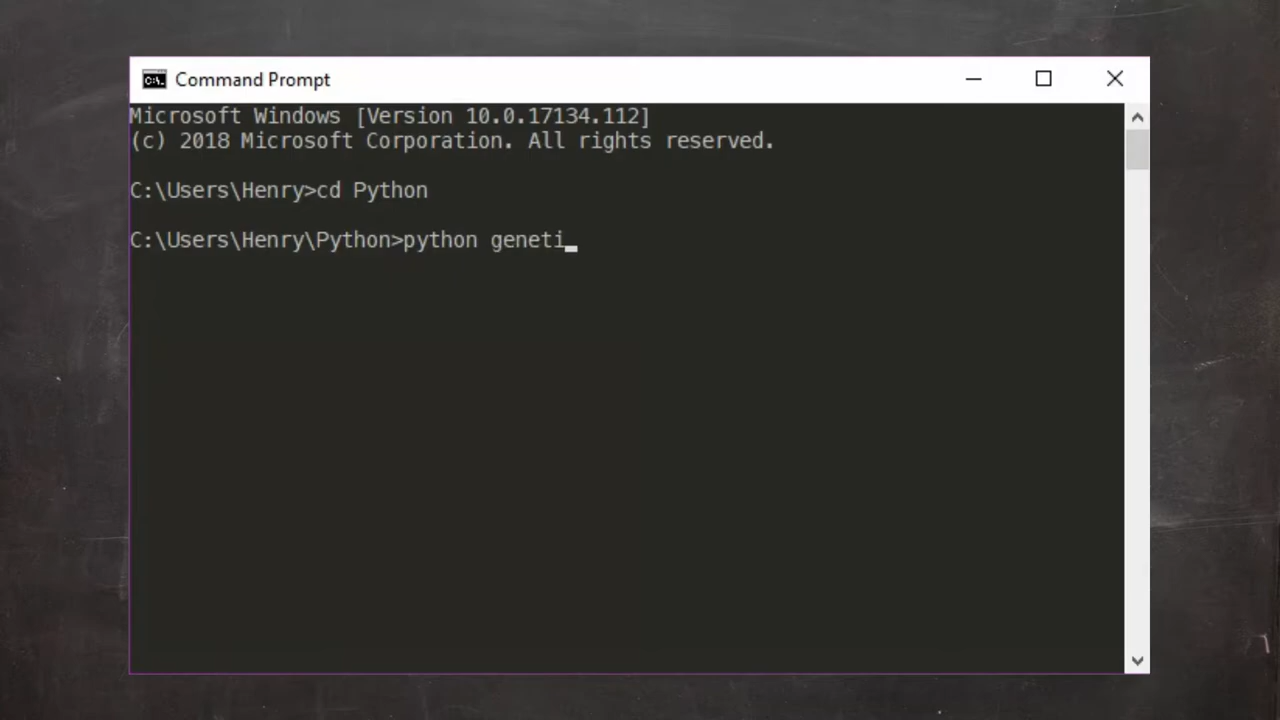 Command Prompt
Microsoft Windows [Version 10.0.17134.112]
(c) 2018 Microsoft Corporation. All rights reserved.
C:\Users\Henry>cd Python
C:\Users\Henry\Python>python geneti_